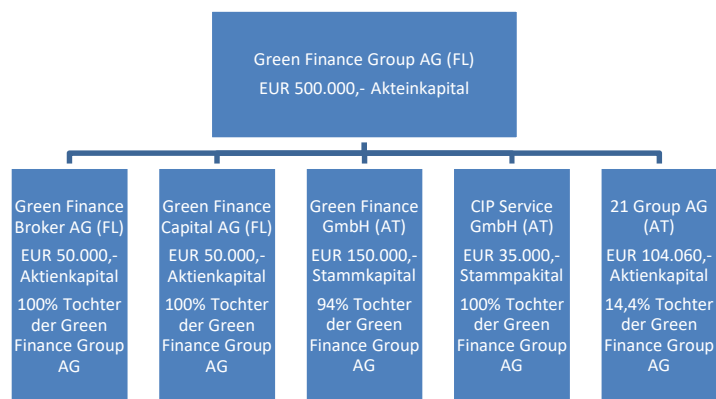 Green Finance Group AG (FL)
EUR 500.000,- Akteinkapital
Green Finance
Broker AG (FL)
EUR 50.000,-
Aktienkapital
100% Tochter
der Green
Finance Group
AG
Green Finance
Capital AG (FL)
EUR 50.000,-
Aktienkapital
100% Tochter
der Green
Finance Group
AG
Green Finance
GmbH (AT)
EUR 150.000,-
Stammkapital
94% Tochter
der Green
Finance Group
AG
CIP Service
GmbH (AT)
EUR 35.000,-
Stammpakital
100% Tochter
der Green
Finance Group
AG
21 Group AG
(AT)
EUR 104.060,-
Aktienkapital
14,4% Tochter
der Green
Finance Group
AG